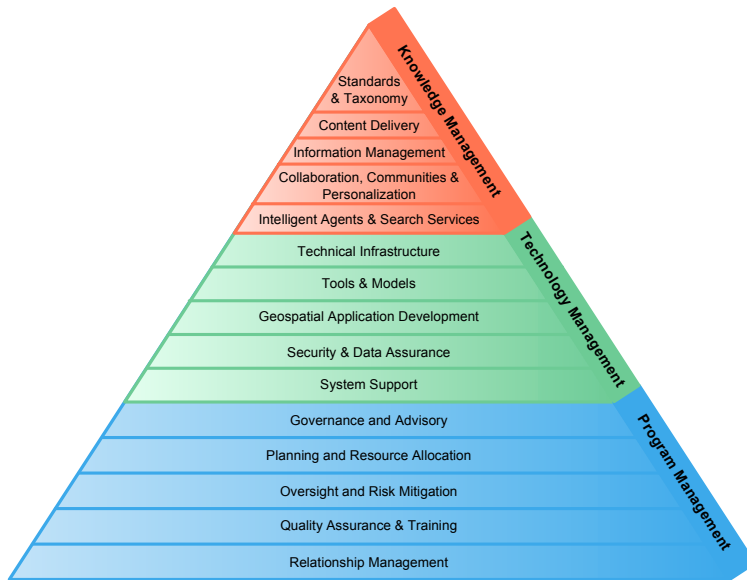 Standards
& Taxonomy
Content Delivery
Information Management
Collaboration, Communities &
Personalization
Intelligent Agents & Search Services
Knowledge Management
Technical Infrastructure
Tools & Models
Geospatial Application Development
Security & Data Assurance
System Support
Technology Management
Governance and Advisory
Planning and Resource Allocation
Oversight and Risk Mitigation
Quality Assurance & Training
Relationship Management
Program Management